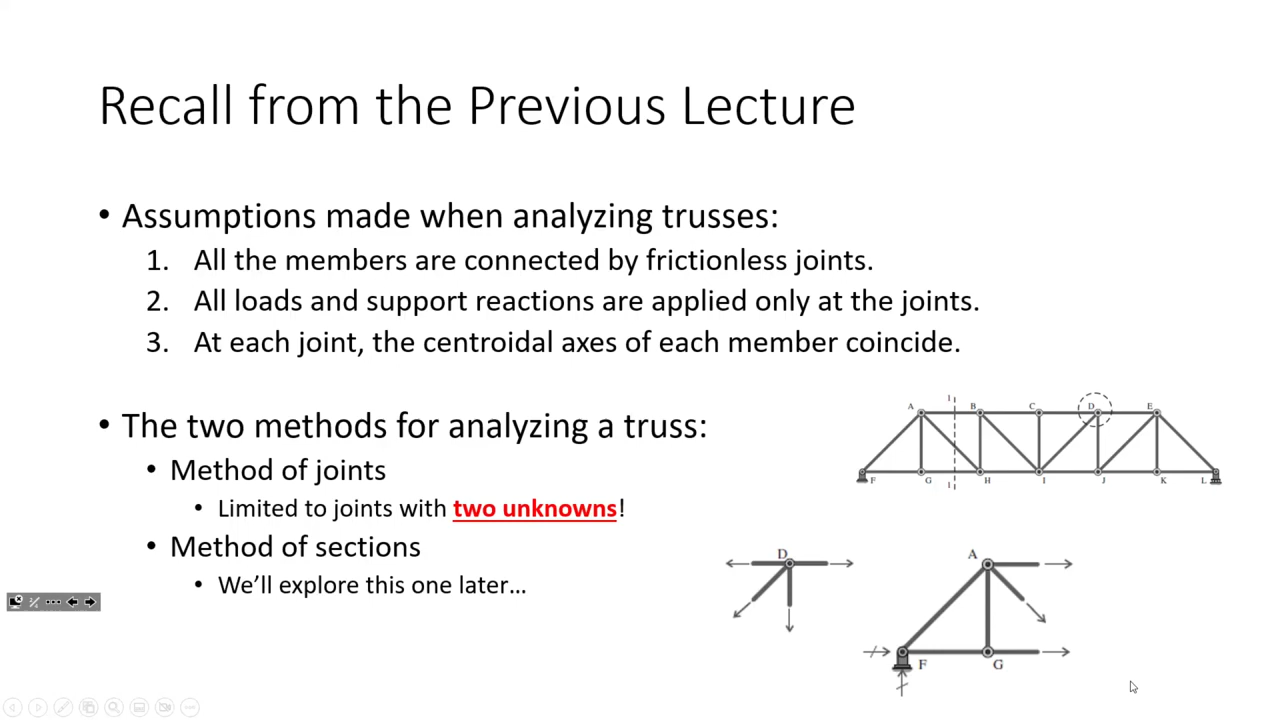 Recall from the Previous Lecture
• Assumptions made when analyzing trusses:
1. All the members are connected by frictionless joints.
2. All loads and support reactions are applied only at the joints.
3. At each joint, the centroidal axes of each member coincide.
• The two methods for analyzing a truss:
• Method of joints
• Limited to joints with two unknowns!
• Method of sections
• We’ll explore this one later…
1
A B C D E
F G H I J K L
1
D
A
F G